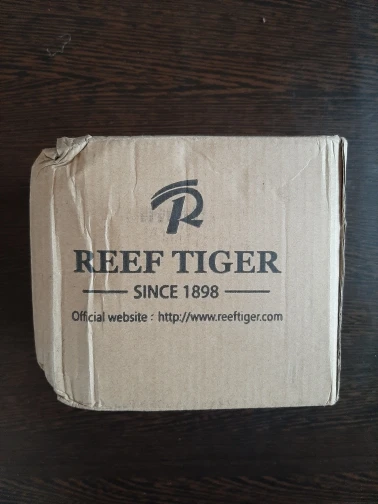 REEF TIGER
SINCE 1898
Official website : http://www.reeftiger.com